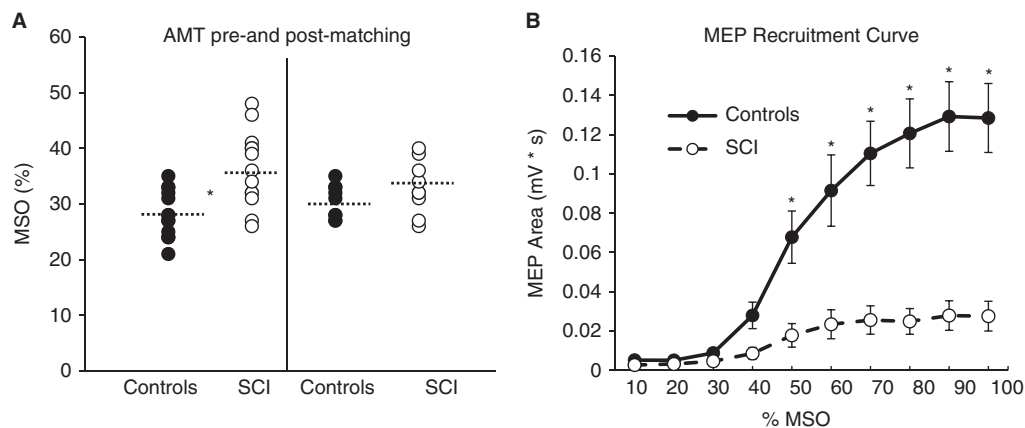 A
AMT pre-and post-matching
60
50
40
30
20
10
0
MSO (%)
*
Controls SCI Controls SCI
B
MEP Recruitment Curve
0.16
0.14
0.12
0.1
0.08
0.06
0.04
0.02
0
MEP Area (mV * s)
Controls
SCI
* * * * * *
10 20 30 40 50 60 70 80 90 100
% MSO